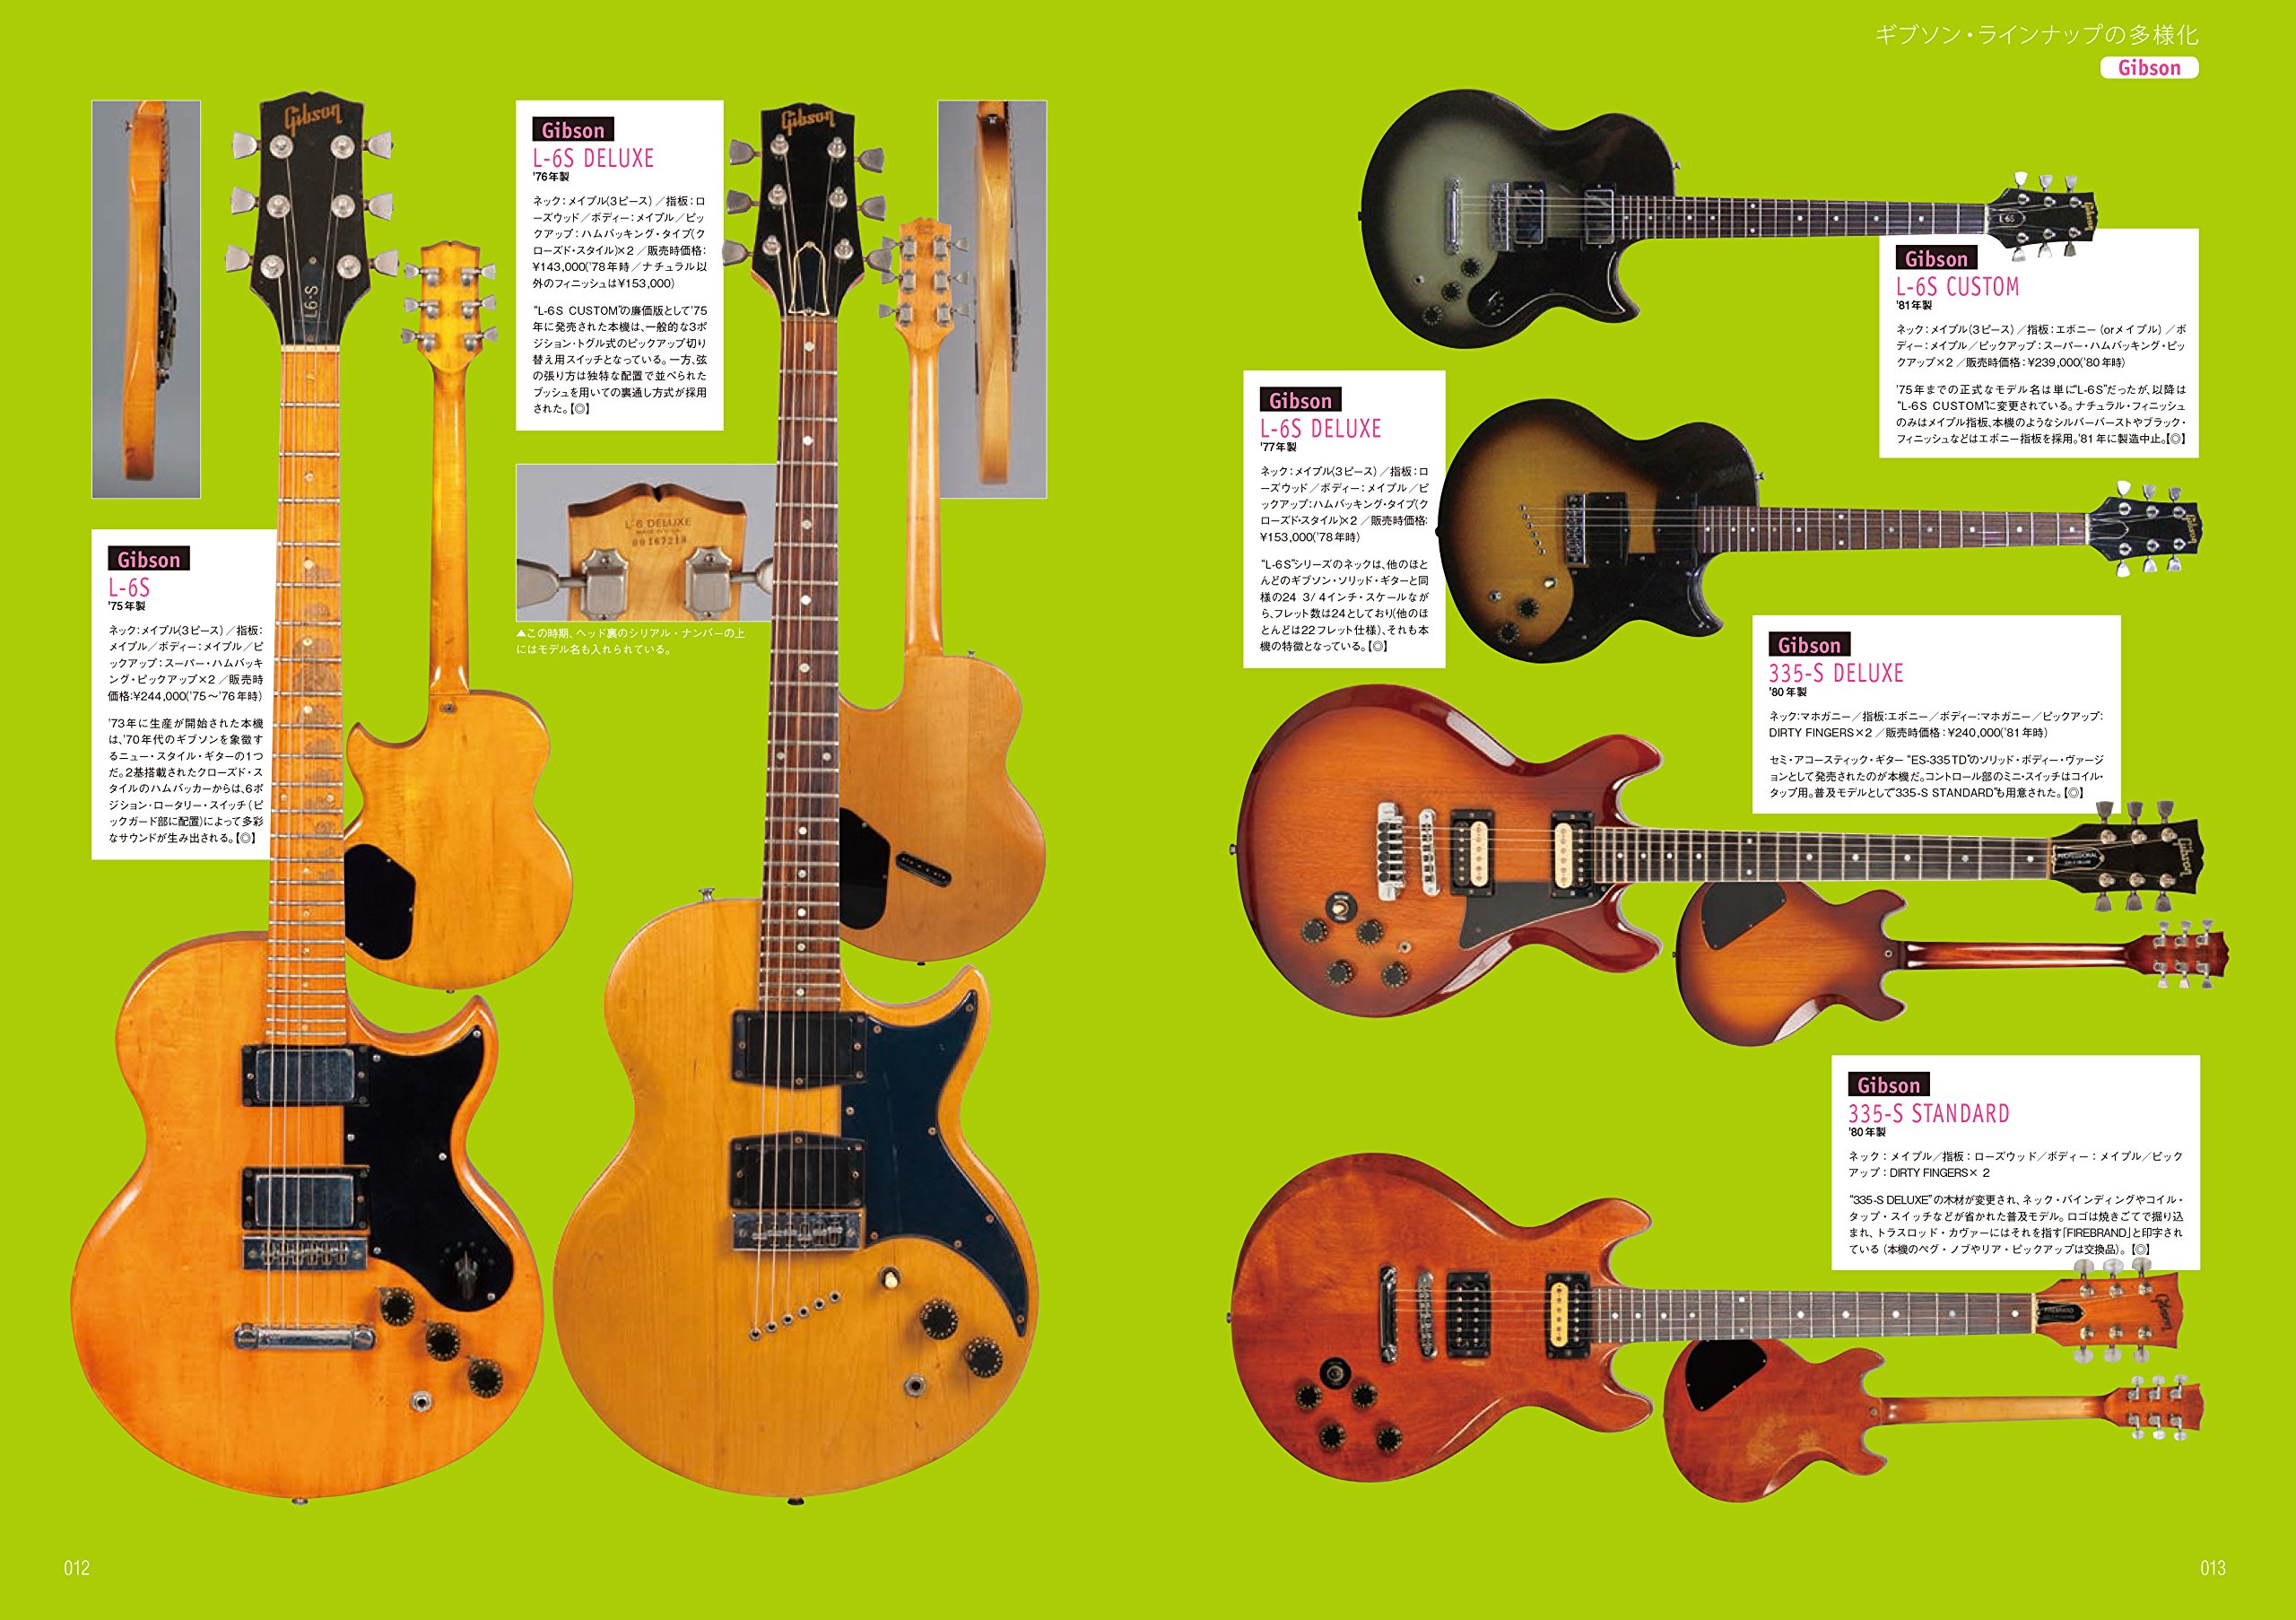 ギブソン・ラインナップの多様化
Gibson
Gibson
L6-S
Gibson
L-6S
'75年製
ネック：メイプル(3ピース)／指板：
メイプル／ボディー：メイプル／ピ
ックアップ：スーパー・ハムバッキ
ング・ピックアップ×2／販売時
価格：¥244,000('75〜'76年時)
'73年に生産が開始された本機
は、'70年代のギブソンを象徴す
るニュー・スタイル・ギターの1つ
だ。2基搭載されたクローズド・ス
タイルのハムバッカーからは、6ポ
ジション・ロータリー・スイッチ（ピ
ックガード部に配置）によって多彩
なサウンドが生み出される。【◎】
Gibson
L-6S DELUXE
'76年製
ネック：メイプル(3ピース)／指板：ロ
ーズウッド／ボディー：メイプル／ピッ
クアップ：ハムバッキング・タイプ(ク
ローズド・スタイル)×2／販売時価格：
¥143,000('78年時／ナチュラル以
外のフィニッシュは¥153,000)
"L-6S CUSTOM"の廉価版として'75
年に発売された本機は、一般的な3ポ
ジション・トグル式のピックアップ切り
替え用スイッチとなっている。一方、弦
の張り方は独特な配置で並べられた
ブッシュを用いての裏通し方式が採用
された。【◎】
Gibson
L-6 DELUXE
MADE IN U.S.A.
00167219
▲この時期、ヘッド裏のシリアル・ナンバーの上
にはモデル名も入れられている。
L6S
Gibson
Gibson
L-6S CUSTOM
'81年製
ネック：メイプル(3ピース)／指板：エボニー（orメイプル）／ボ
ディー：メイプル／ピックアップ：スーパー・ハムバッキング・ピッ
クアップ×2／販売時価格：¥239,000('80年時)
'75年までの正式なモデル名は単に"L-6S"だったが、以降は
"L-6S CUSTOM"に変更されている。ナチュラル・フィニッシュ
のみはメイプル指板、本機のようなシルバーバーストやブラック・
フィニッシュなどはエボニー指板を採用。'81年に製造中止。【◎】
Gibson
L-6S DELUXE
'77年製
ネック：メイプル(3ピース)／指板：ロ
ーズウッド／ボディー：メイプル／ピ
ックアップ：ハムバッキング・タイプ(ク
ローズド・スタイル)×2／販売時価格：
¥153,000('78年時)
"L-6S"シリーズのネックは、他のほと
んどのギブソン・ソリッド・ギターと同
様の24 3/4インチ・スケールなが
ら、フレット数は24としており(他のほ
とんどは22フレット仕様)、それも本
機の特徴となっている。【◎】
Gibson
Gibson
335-S DELUXE
'80年製
ネック：マホガニー／指板：エボニー／ボディー：マホガニー／ピックアップ：
DIRTY FINGERS×2／販売時価格：¥240,000('81年時)
セミ・アコースティック・ギター "ES-335TD"のソリッド・ボディー・ヴァージ
ョンとして発売されたのが本機だ。コントロール部のミニ・スイッチはコイル・
タップ用。普及モデルとして"335-S STANDARD"も用意された。【◎】
PROFESSIONAL
Gibson
Gibson
335-S STANDARD
'80年製
ネック：メイプル／指板：ローズウッド／ボディー：メイプル／ピック
アップ：DIRTY FINGERS×2
"335-S DELUXE"の木材が変更され、ネック・バインディングやコイル・
タップ・スイッチなどが省かれた普及モデル。ロゴは焼きごてで掘り込
まれ、トラスロッド・カヴァーにはそれを指す「FIREBRAND」と印字され
ている（本機のペグ・ノブやリア・ピックアップは交換品）。【◎】
FIREBRAND
Gibson
012
013